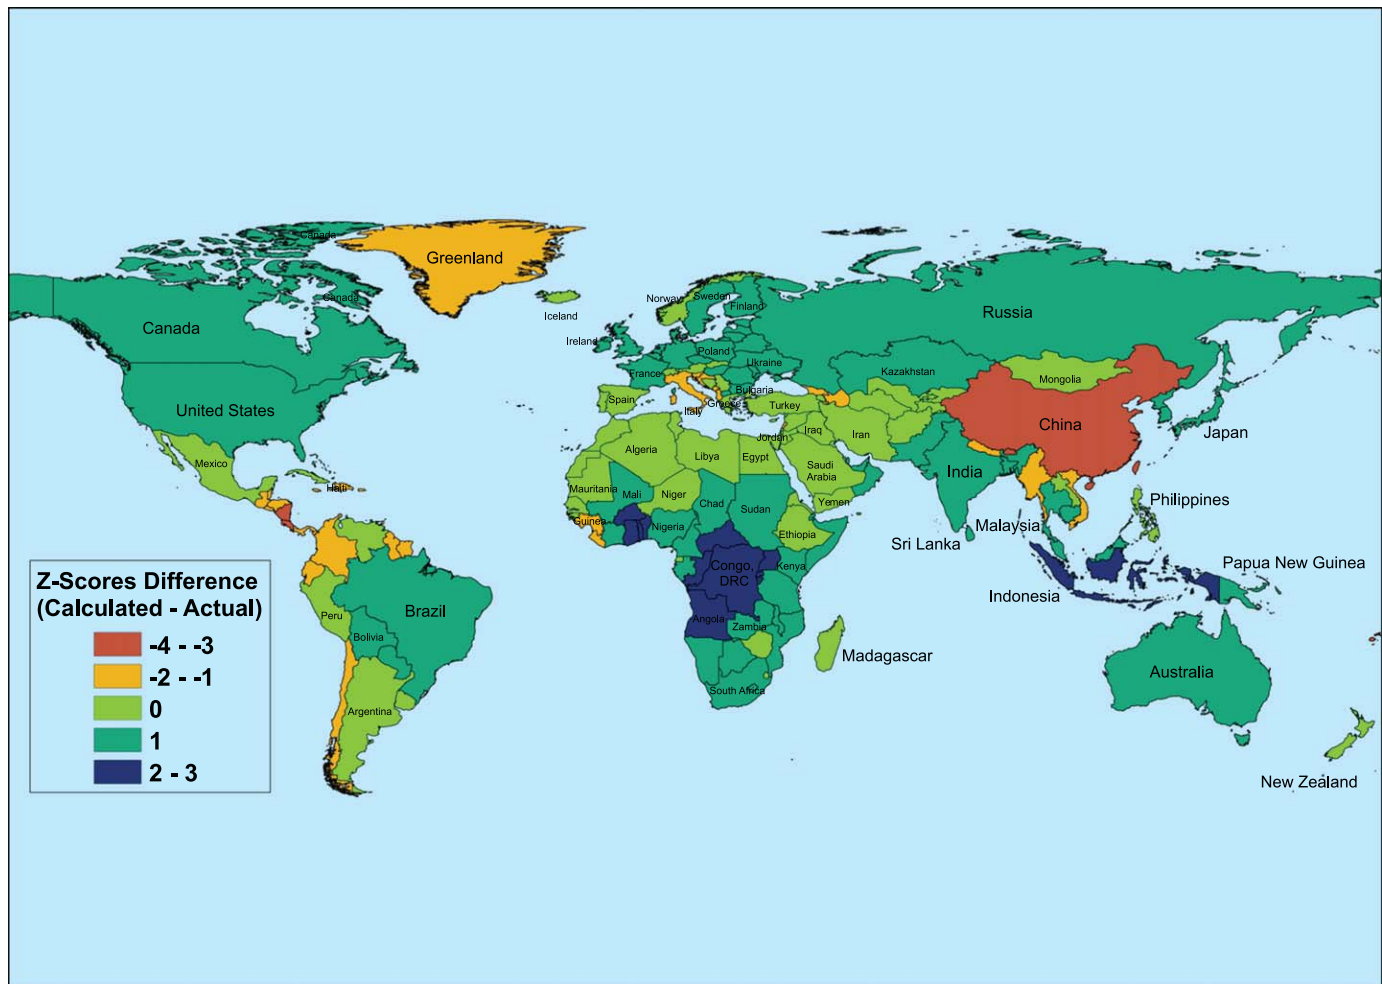 Canada
Greenland
Canada
Iceland
Norway
Sweden
Finland
Russia
Canada
Ireland
Poland
Ukraine
France
Kazakhstan
Mongolia
United States
Spain
Italy
Greece
Bulgaria
Turkey
China
Japan
Mexico
Algeria
Libya
Egypt
Jordan
Iraq
Iran
Saudi
Arabia
India
Haiti
Mauritania
Mali
Niger
Chad
Sudan
Yemen
Philippines
Guinea
Nigeria
Ethiopia
Sri Lanka
Malaysia
Congo,
DRC
Kenya
Papua New Guinea
Indonesia
Peru
Brazil
Bolivia
Angola
Zambia
Madagascar
Australia
Argentina
South Africa
New Zealand
Z-Scores Difference
(Calculated - Actual)
-4 - -3
-2 - -1
0
1
2 - 3